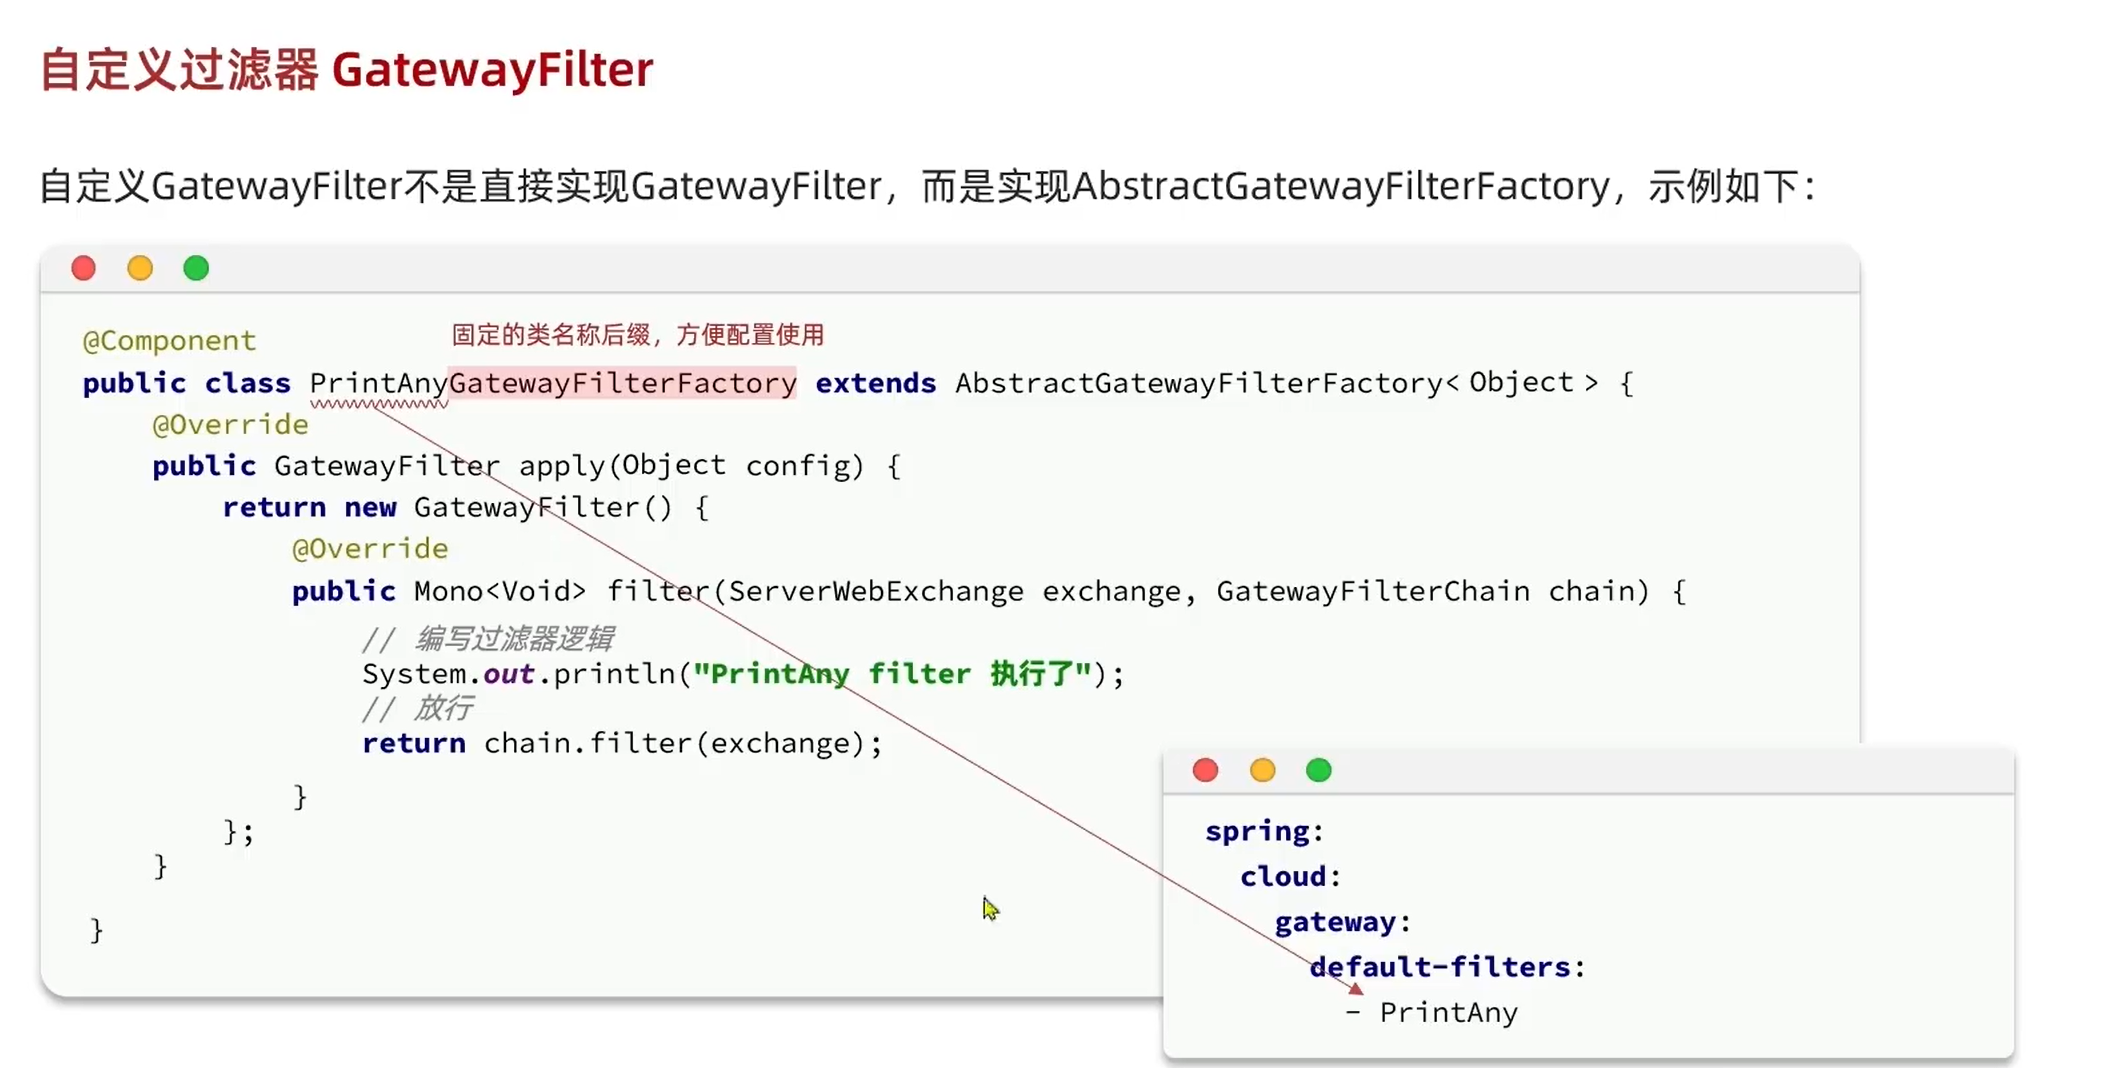 自定义过滤器 GatewayFilter
自定义GatewayFilter不是直接实现GatewayFilter，而是实现AbstractGatewayFilterFactory，示例如下：
固定的类名称后缀，方便配置使用
@Component
public class PrintAnyGatewayFilterFactory extends AbstractGatewayFilterFactory<Object> {
@Override
public GatewayFilter apply(Object config) {
return new GatewayFilter() {
@Override
public Mono<Void> filter(ServerWebExchange exchange, GatewayFilterChain chain) {
// 编写过滤器逻辑
System.out.println("PrintAny filter 执行了");
// 放行
return chain.filter(exchange);
}
};
}
}
spring:
cloud:
gateway:
default-filters:
- PrintAny